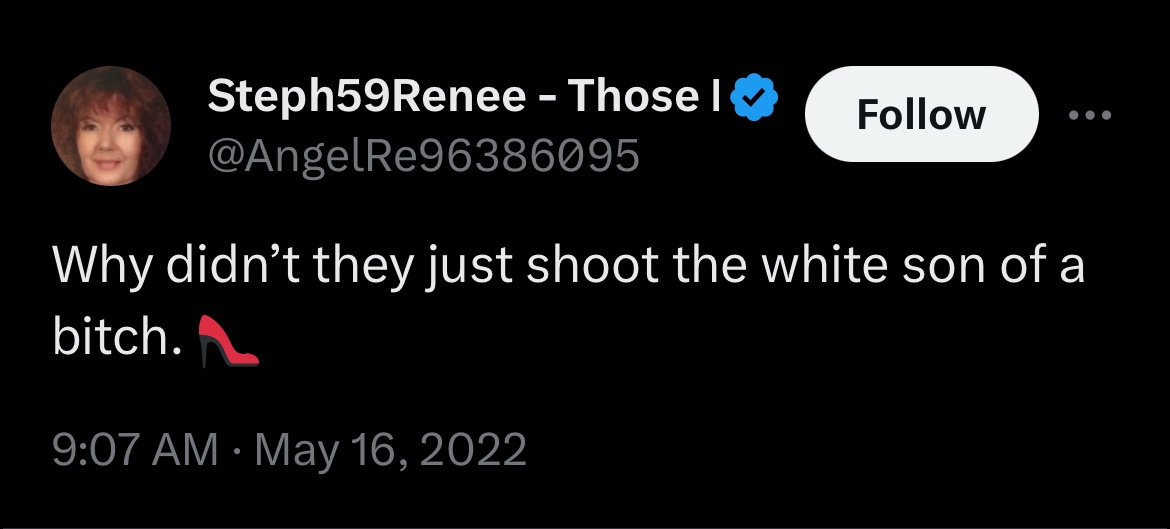 Steph59Renee - Those I
Follow
@AngelRe96386095
Why didn’t they just shoot the white son of a
bitch. 👠
9:07 AM · May 16, 2022